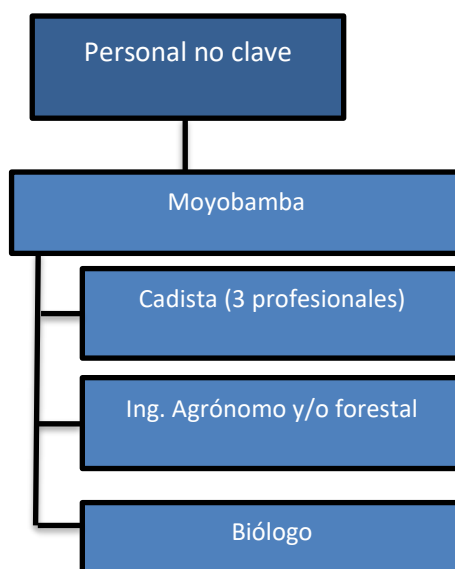 Personal no clave
Moyobamba
Cadista (3 profesionales)
Ing. Agrónomo y/o forestal
Biólogo